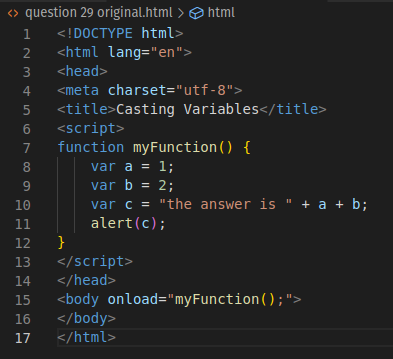 question 29 original.html > html
1 <!DOCTYPE html>
2 <html lang="en">
3 <head>
4 <meta charset="utf-8">
5 <title>Casting Variables</title>
6 <script>
7 function myFunction() {
8     var a = 1;
9     var b = 2;
10     var c = "the answer is " + a + b;
11     alert(c);
12 }
13 </script>
14 </head>
15 <body onload="myFunction();">
16 </body>
17 </html>